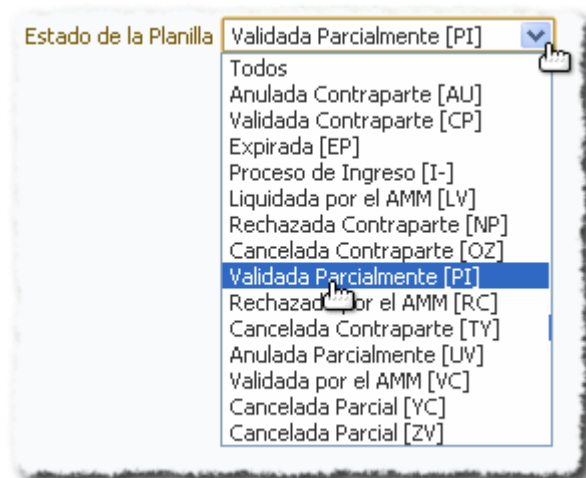 Estado de la Planilla Validada Parcialmente [PI]
Todos
Anulada Contraparte [AU]
Validada Contraparte [CP]
Expirada [EP]
Proceso de Ingreso [I-]
Liquidada por el AMM [LV]
Rechazada Contraparte [NP]
Cancelada Contraparte [OZ]
Validada Parcialmente [PI]
Rechazada por el AMM [RC]
Cancelada Contraparte [TY]
Anulada Parcialmente [UV]
Validada por el AMM [VC]
Cancelada Parcial [YC]
Cancelada Parcial [ZV]